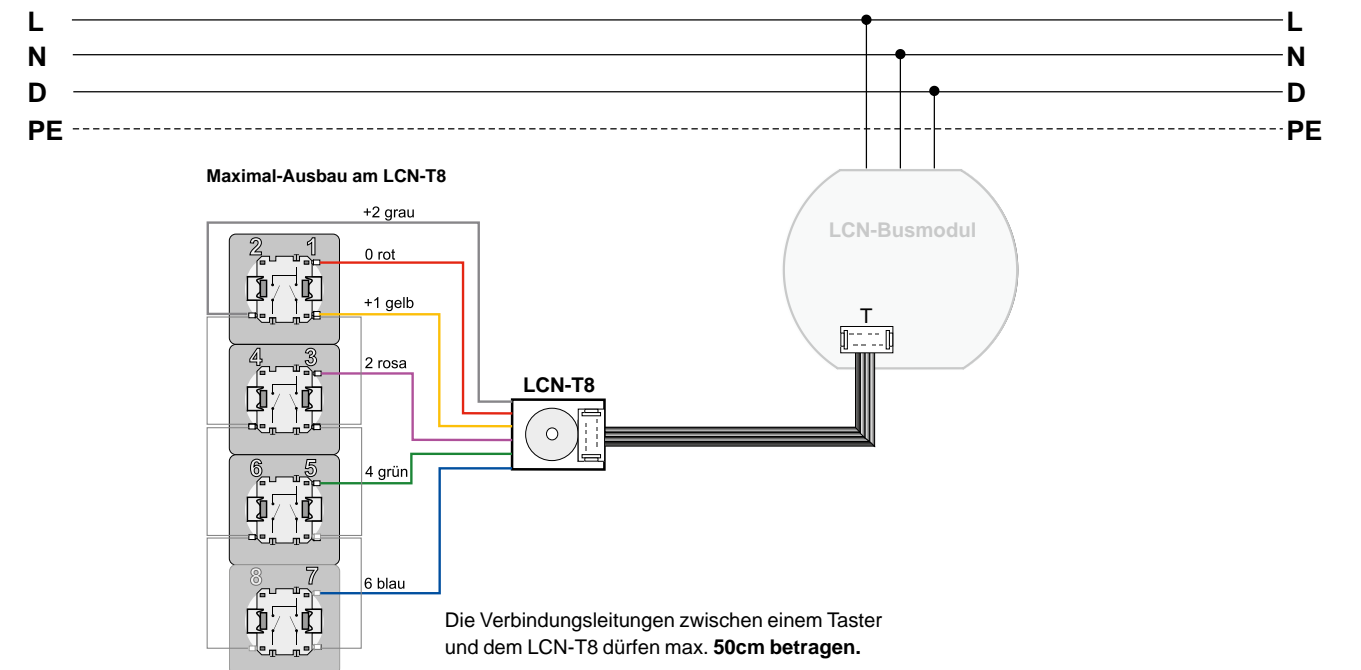 L L
N N
D D
PE PE
Maximal-Ausbau am LCN-T8
+2 grau
LCN-Busmodul
2 1
0 rot
+1 gelb
T
4 3
2 rosa
LCN-T8
6 5
4 grün
8 7
6 blau
Die Verbindungsleitungen zwischen einem Taster
und dem LCN-T8 dürfen max. 50cm betragen.